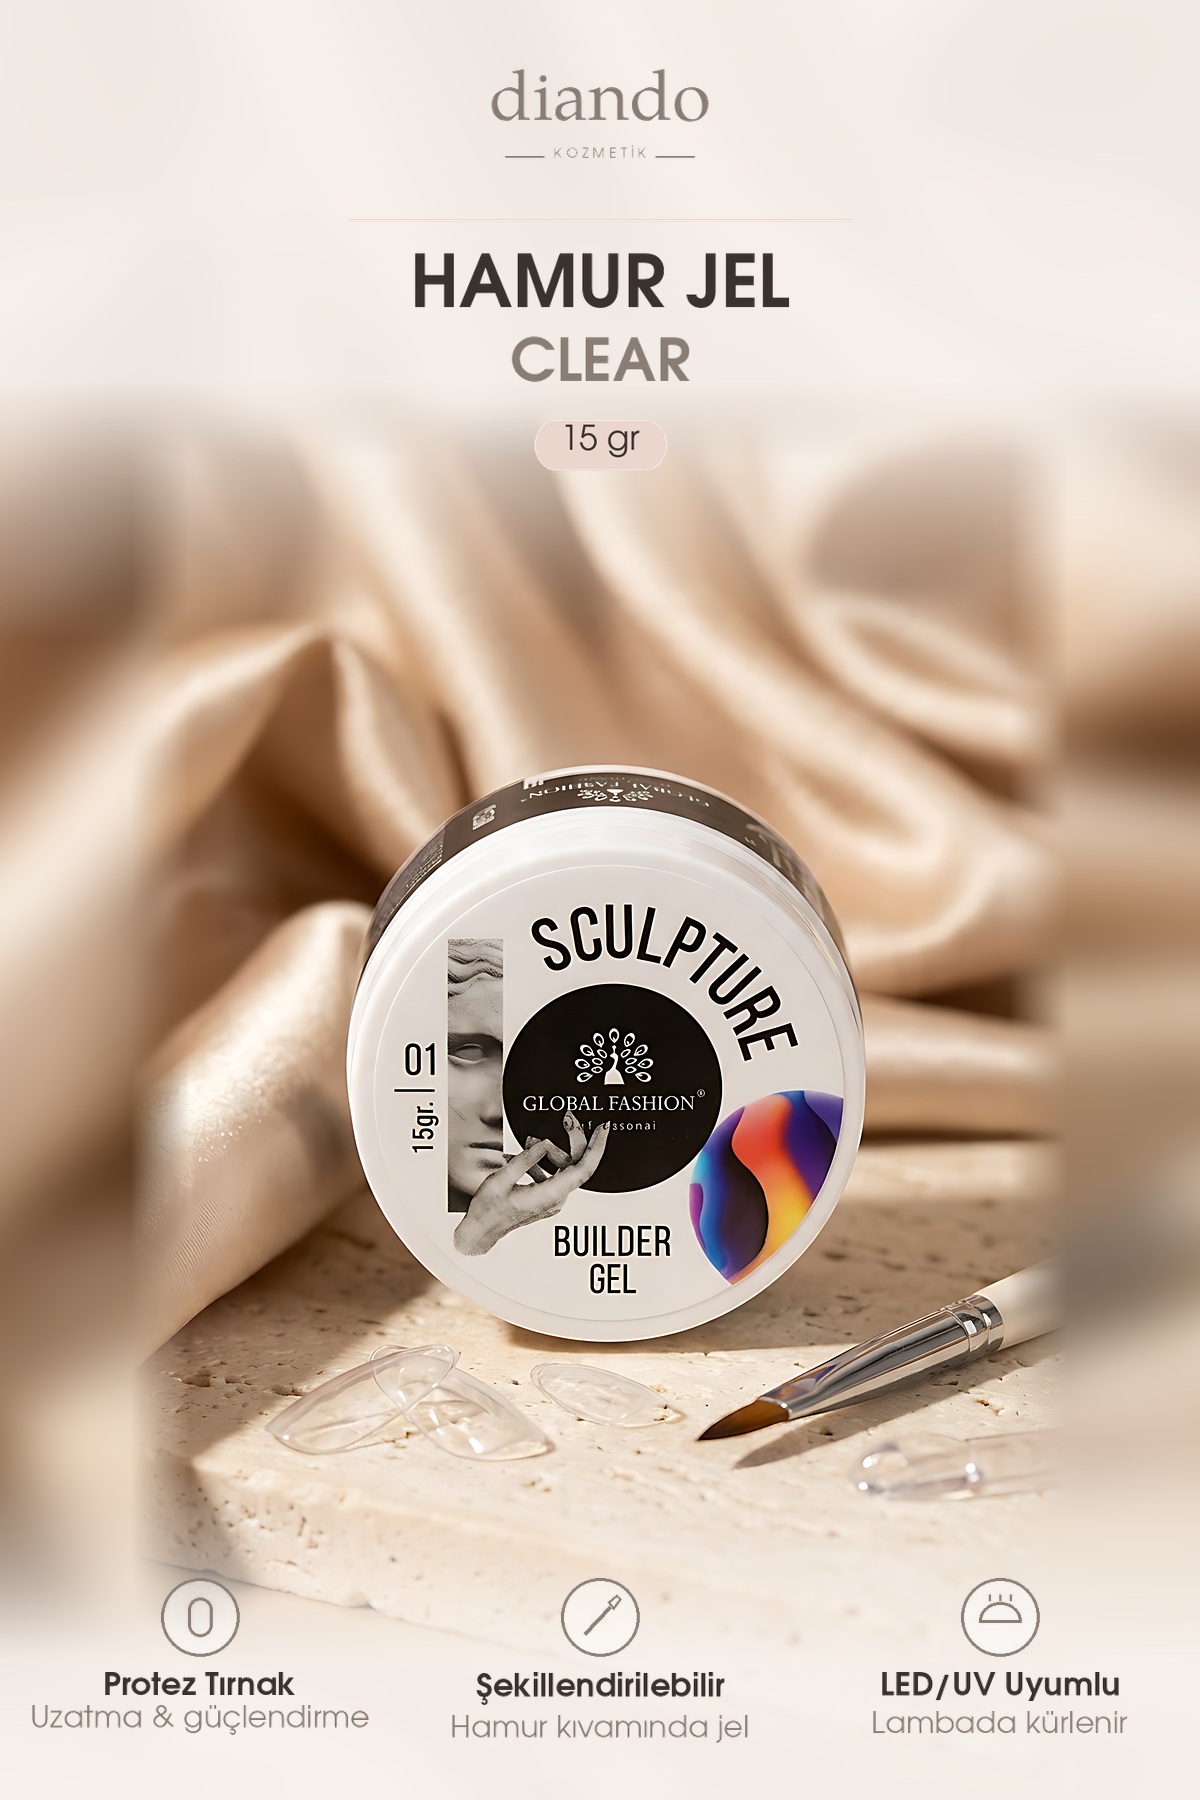 diando
KOZMETİK
HAMUR JEL
CLEAR
15 gr
SCULPTURE
01
15gr.
GLOBAL FASHION®
BUILDER
GEL
Protez Tırnak
Uzatma & güçlendirme
Şekillendirilebilir
Hamur kıvamında jel
LED/UV Uyumlu
Lambada kürlenir